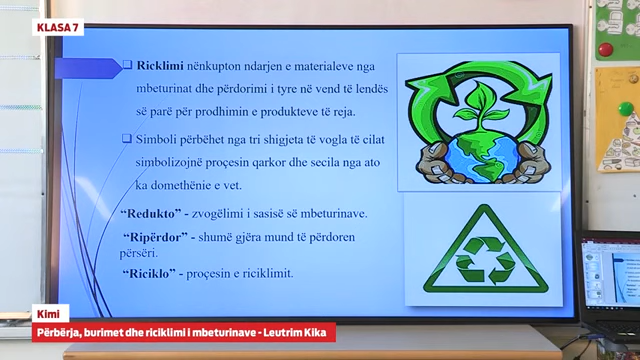 KLASA 7
Ricklimi nënkupton ndarjen e materialeve nga
mbeturinat dhe përdorimi i tyre në vend të lendës
së parë për prodhimin e produkteve të reja.
Simboli përbëhet nga tri shigjeta të vogla të cilat
simbolizojnë proçesin qarkor dhe secila nga ato
ka domethënie e vet.
“Redukto” - zvogëlimi i sasisë së mbeturinave.
“Ripërdor” - shumë gjëra mund të përdoren
përsëri.
“Riciklo” - proçesin e riciklimit.
Kimi
Përbërja, burimet dhe riciklimi i mbeturinave - Leutrim Kika